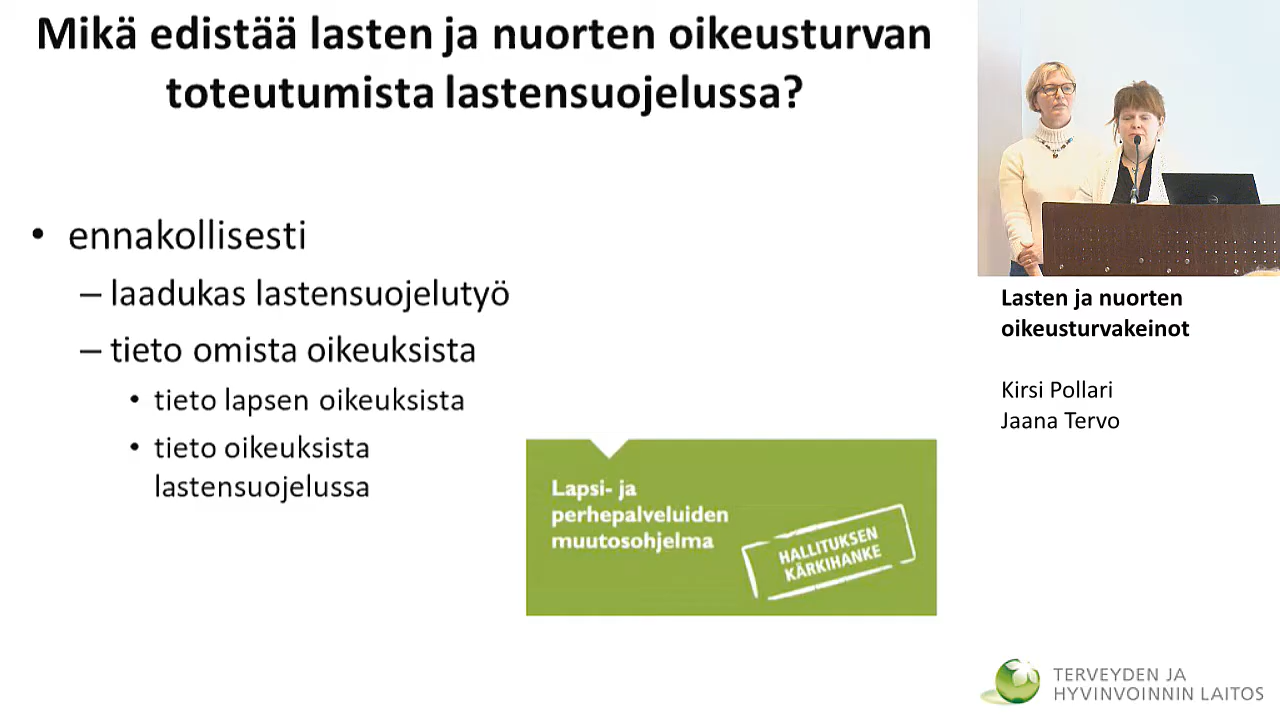 Mikä edistää lasten ja nuorten oikeusturvan
toteutumista lastensuojelussa?
• ennakollisesti
– laadukas lastensuojelutyö
– tieto omista oikeuksista
• tieto lapsen oikeuksista
• tieto oikeuksista
lastensuojelussa
Lapsi- ja
perhepalveluiden
muutosohjelma
HALLITUKSEN
KÄRKIHANKE
Lasten ja nuorten
oikeusturvakeinot
Kirsi Pollari
Jaana Tervo
TERVEYDEN JA
HYVINVOINNIN LAITOS